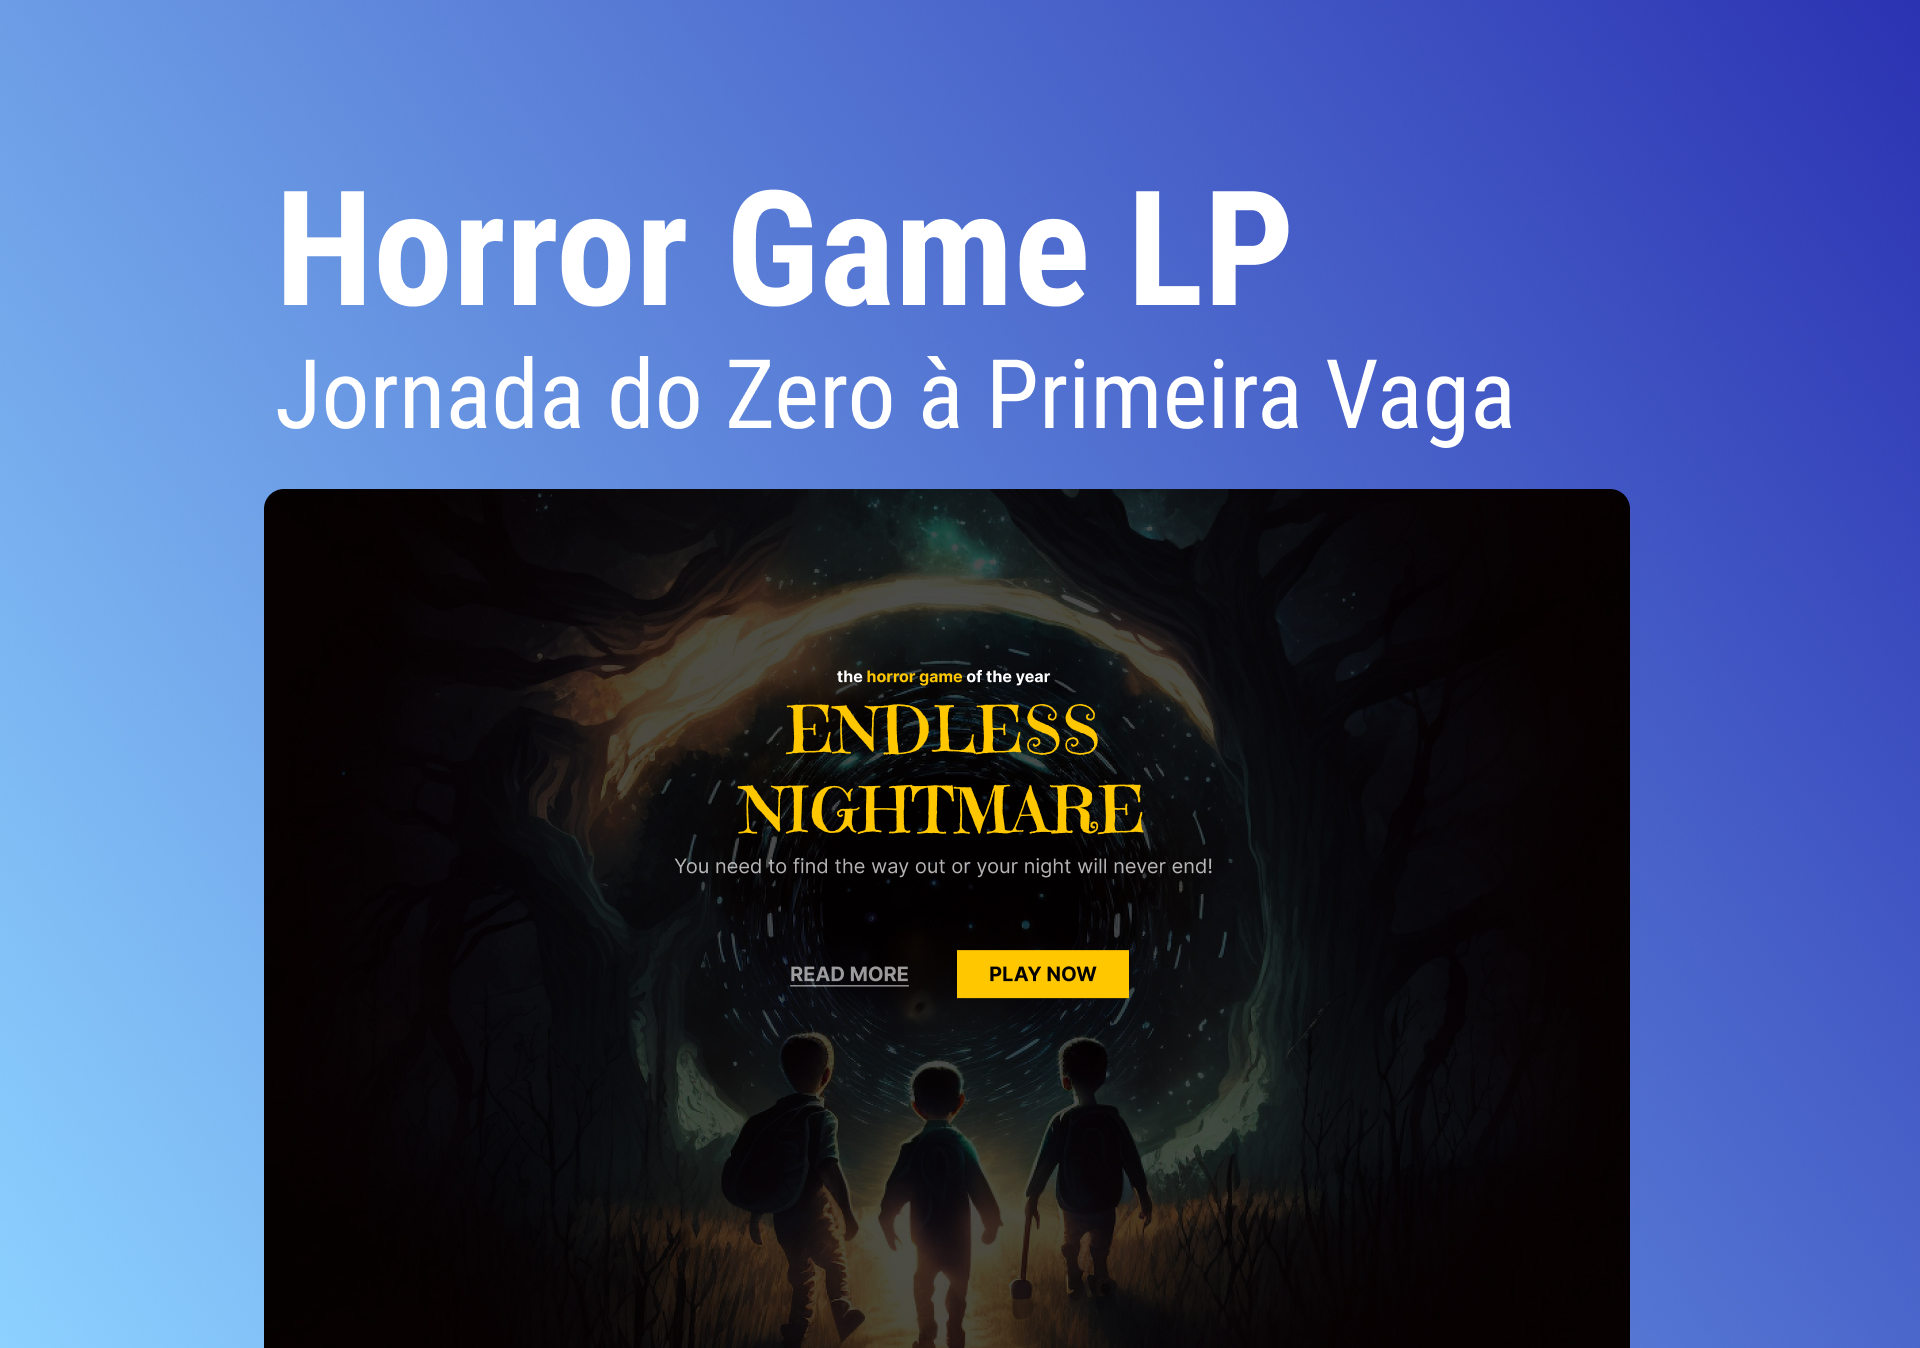 Horror Game LP
Jornada do Zero à Primeira Vaga
the horror game of the year
ENDLESS
NIGHTMARE
You need to find the way out or your night will never end!
READ MORE PLAY NOW